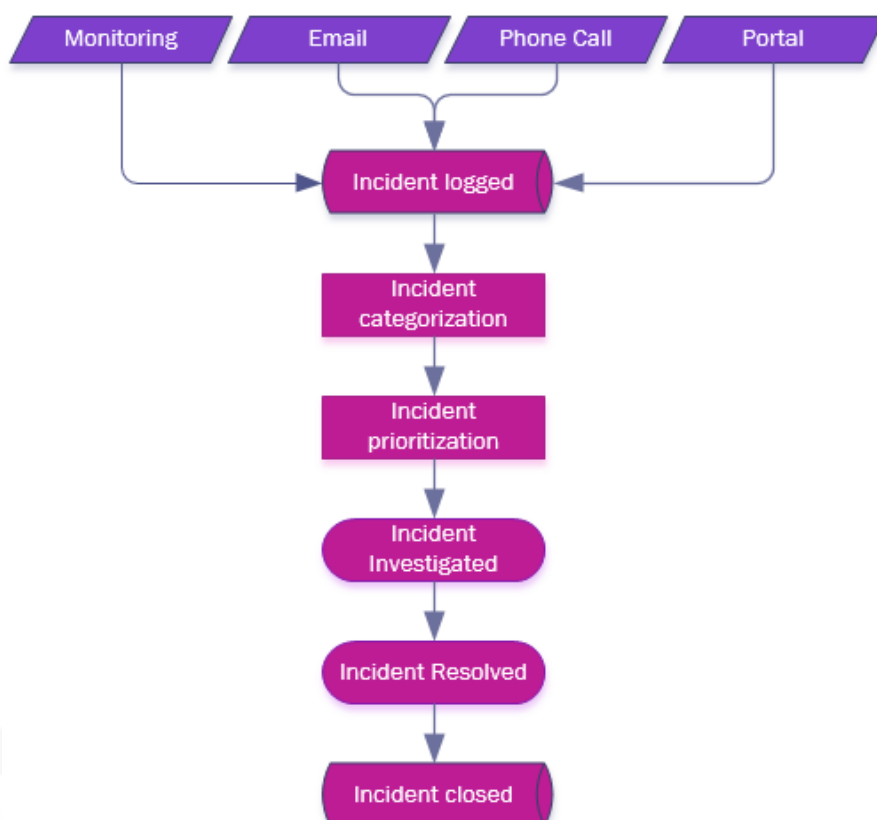 Monitoring
Email
Phone Call
Portal
Incident logged
Incident
categorization
Incident
prioritization
Incident
Investigated
Incident Resolved
Incident closed